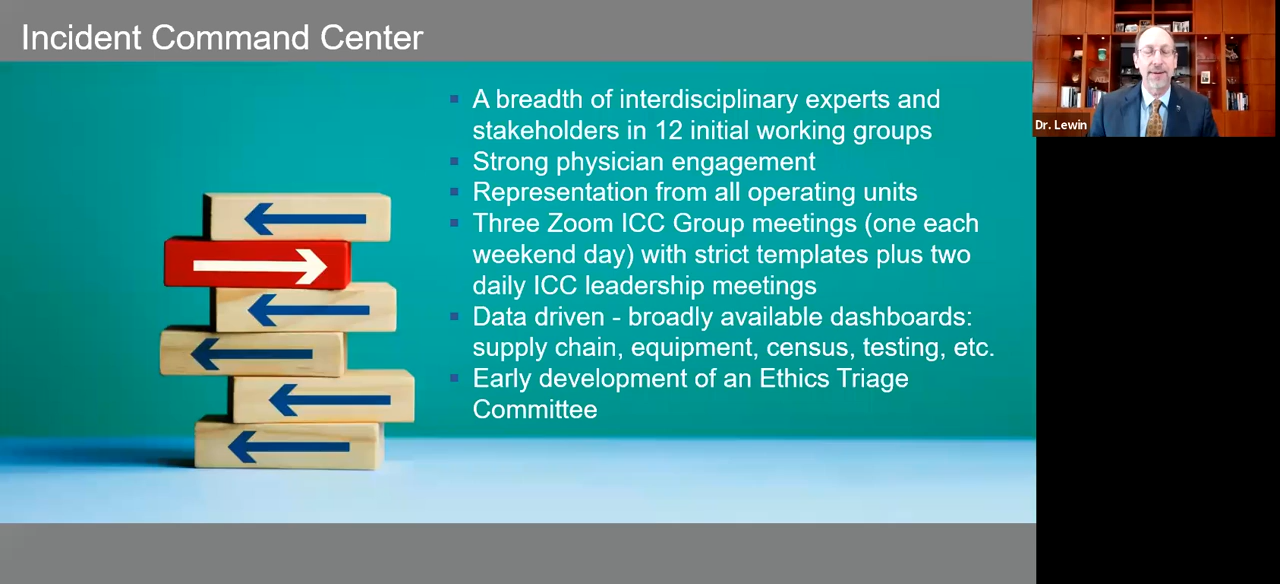 Incident Command Center
A breadth of interdisciplinary experts and
stakeholders in 12 initial working groups
Strong physician engagement
Representation from all operating units
Three Zoom ICC Group meetings (one each
weekend day) with strict templates plus two
daily ICC leadership meetings
Data driven - broadly available dashboards:
supply chain, equipment, census, testing, etc.
Early development of an Ethics Triage
Committee
Dr. Lewin